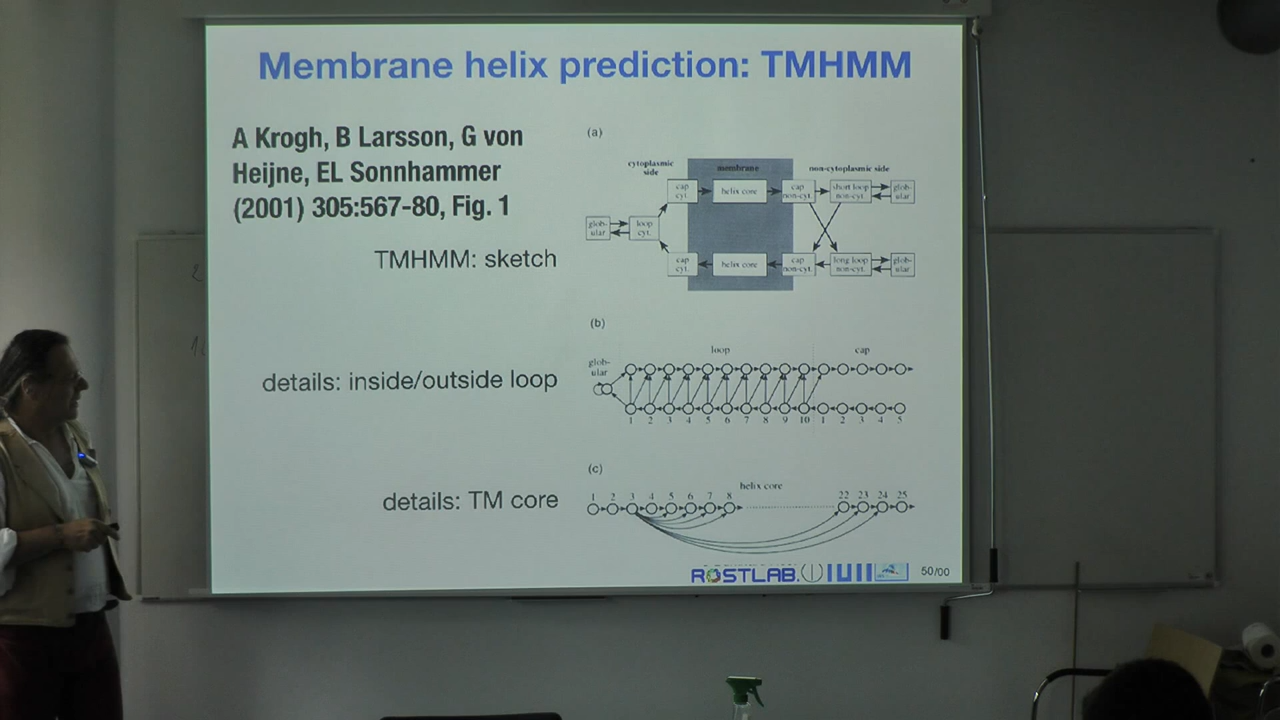 Membrane helix prediction: TMHMM
A Krogh, B Larsson, G von
Heijne, EL Sonnhammer
(2001) 305:567-80, Fig. 1
TMHMM: sketch
(a)
cytoplasmic
side
membrane
non-cytoplasmic side
cap
cyt.
helix core
cap
non-cyt.
short loop
non-cyt.
glob-
ular
glob-
ular
loop
cyt.
cap
cyt.
helix core
cap
non-cyt.
long loop
non-cyt.
glob-
ular
details: inside/outside loop
(b)
loop
cap
glob-
ular
1 2 3 4 5 6 7 8 9 10 1 2 3 4 5
details: TM core
(c)
helix core
1 2 3 4 5 6 7 8 22 23 24 25
ROSTLAB
50/00